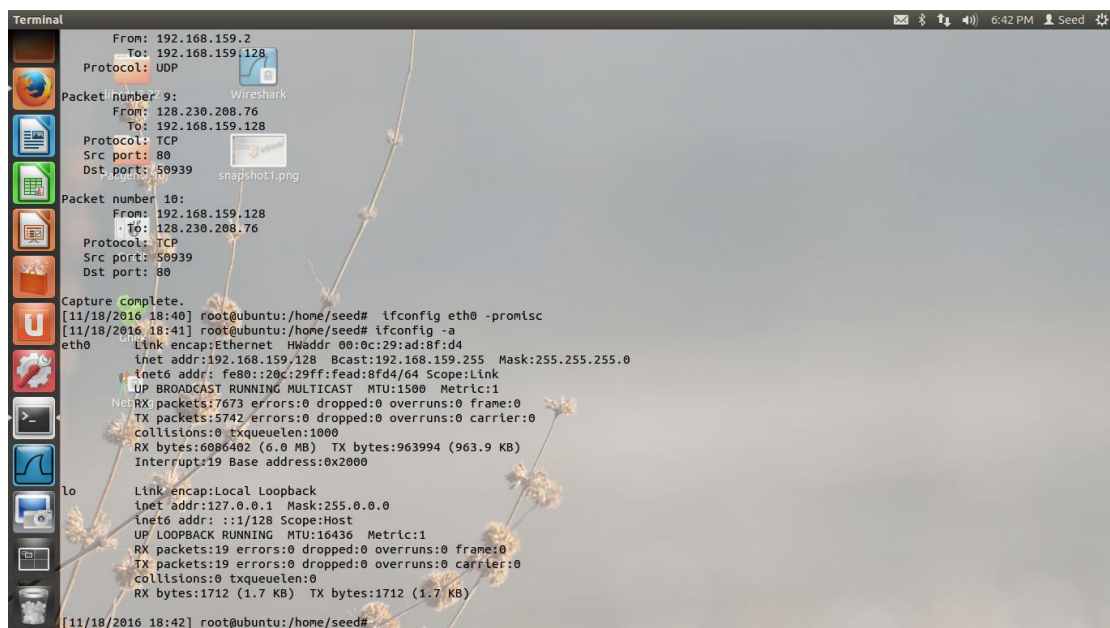 Terminal
6:42 PM Seed
From: 192.168.159.2
To: 192.168.159.128
Protocol: UDP
Wireshark
Packet number 9:
From: 128.230.208.76
To: 192.168.159.128
Protocol: TCP
Src port: 80
Dst port: 50939
snapshot1.png
Packet number 10:
From: 192.168.159.128
To: 128.230.208.76
Protocol: TCP
Src port: 50939
Dst port: 80
Capture complete.
[11/18/2016 18:40] root@ubuntu:/home/seed#  ifconfig eth0 -promisc
[11/18/2016 18:41] root@ubuntu:/home/seed# ifconfig -a
eth0 Link encap:Ethernet HWaddr 00:0c:29:ad:8f:d4
inet addr:192.168.159.128 Bcast:192.168.159.255 Mask:255.255.255.0
inet6 addr: fe80::20c:29ff:fead:8fd4/64 Scope:Link
UP BROADCAST RUNNING MULTICAST MTU:1500 Metric:1
RX packets:7673 errors:0 dropped:0 overruns:0 frame:0
TX packets:5742 errors:0 dropped:0 overruns:0 carrier:0
collisions:0 txqueuelen:1000
RX bytes:6086402 (6.0 MB) TX bytes:963994 (963.9 KB)
Interrupt:19 Base address:0x2000
lo Link encap:Local Loopback
inet addr:127.0.0.1 Mask:255.0.0.0
inet6 addr: ::1/128 Scope:Host
UP LOOPBACK RUNNING MTU:16436 Metric:1
RX packets:19 errors:0 dropped:0 overruns:0 frame:0
TX packets:19 errors:0 dropped:0 overruns:0 carrier:0
collisions:0 txqueuelen:0
RX bytes:1712 (1.7 KB) TX bytes:1712 (1.7 KB)
[11/18/2016 18:42] root@ubuntu:/home/seed#